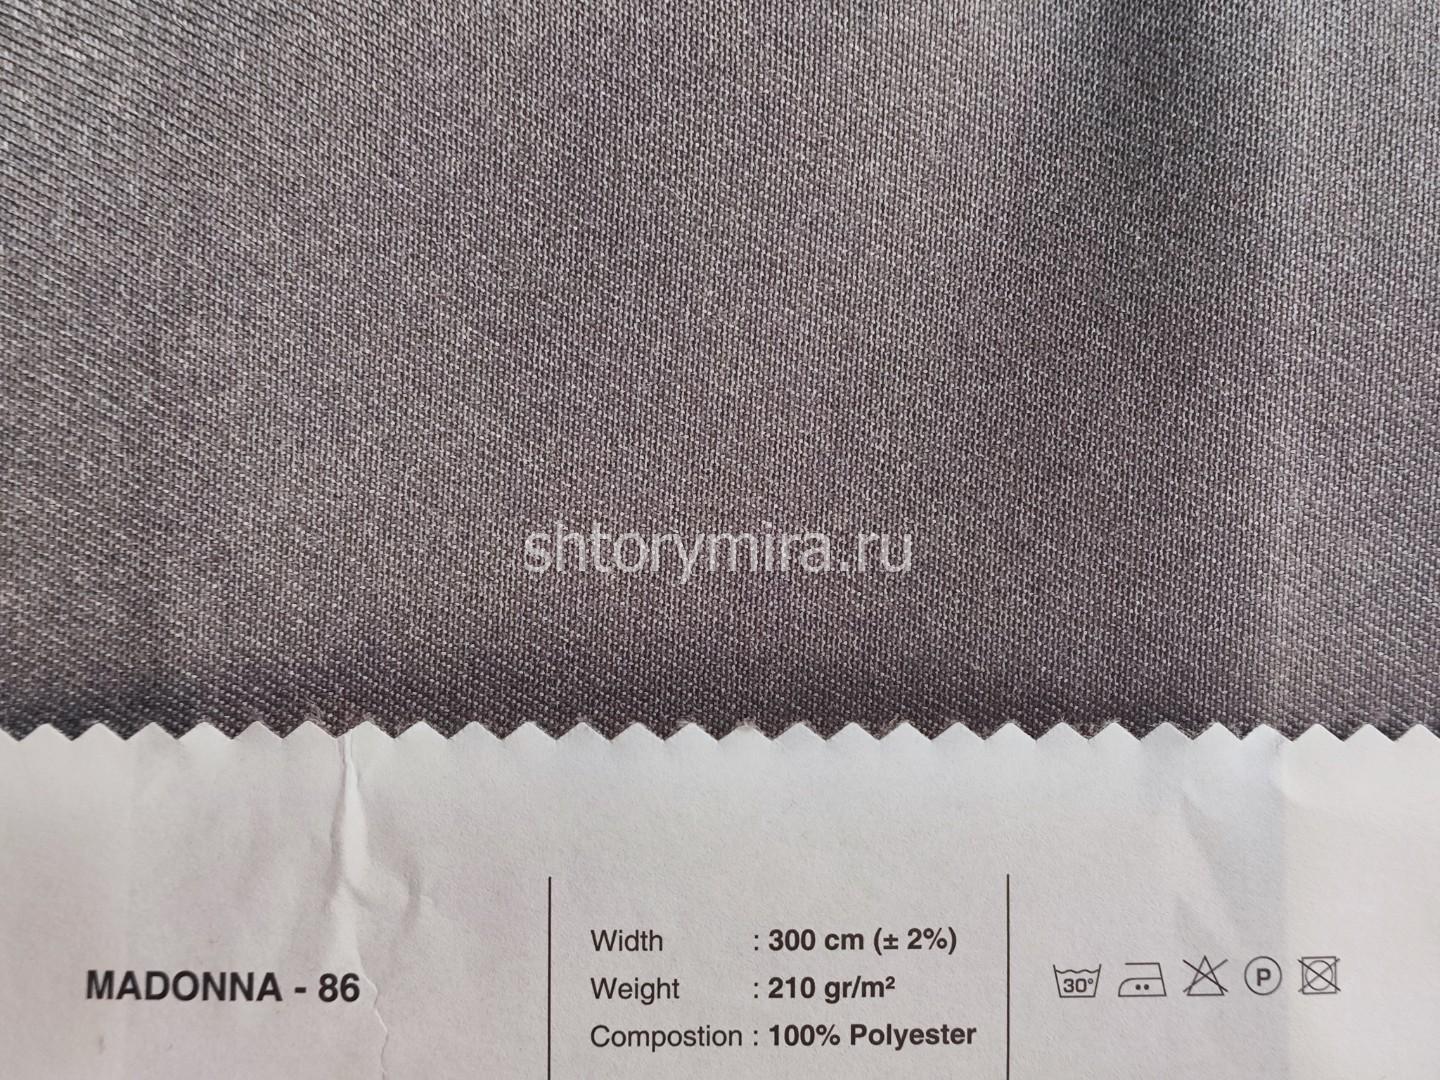 shtorymira.ru
MADONNA - 86
Width : 300 cm (± 2%)
Weight : 210 gr/m²
Compostion : 100% Polyester
30°
P